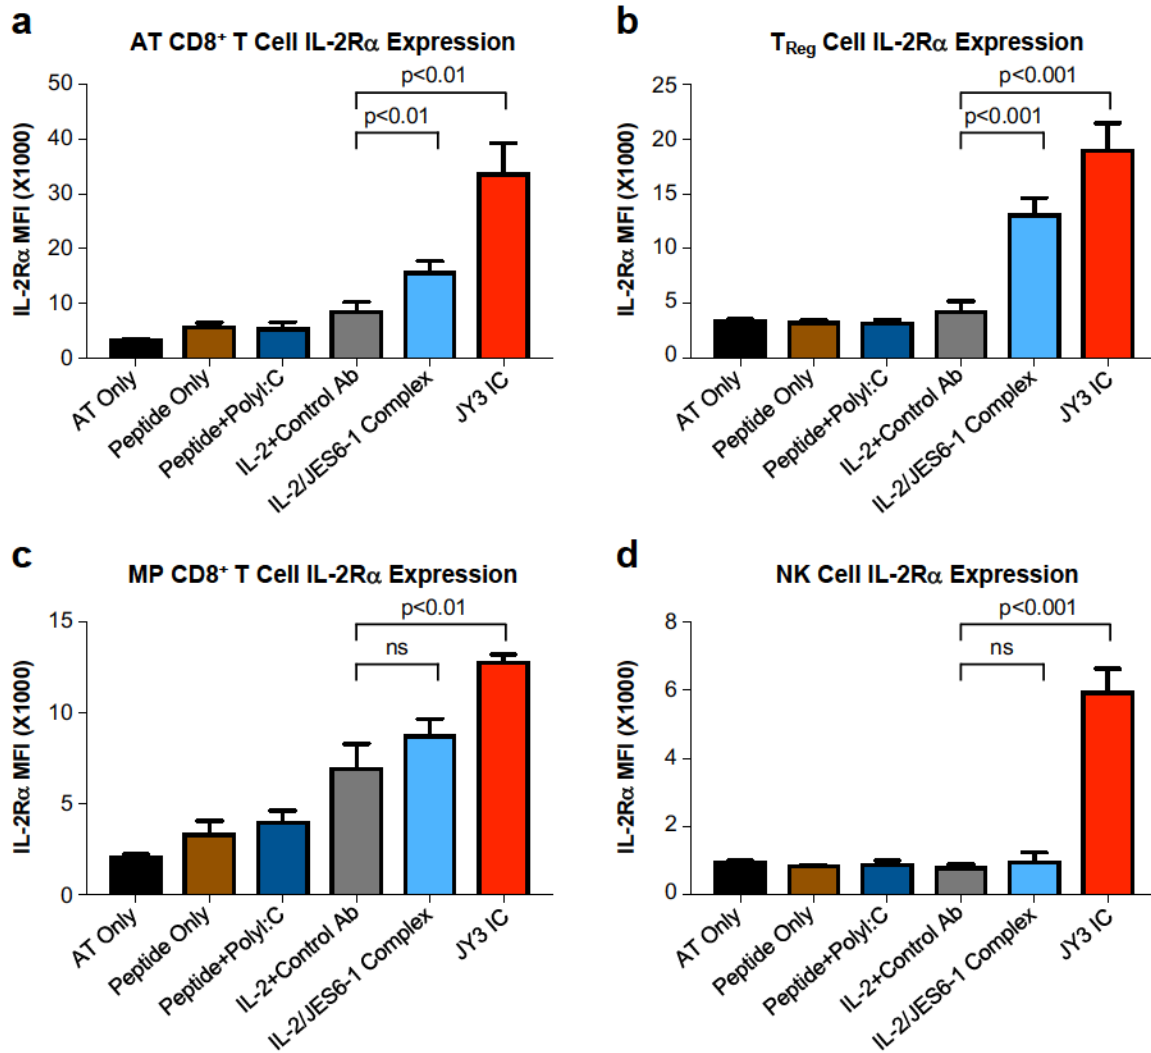 a
AT CD8⁺ T Cell IL-2Rα Expression
IL-2Rα MFI (X1000)
50
40
30
20
10
0
p<0.01
p<0.01
AT Only
Peptide Only
Peptide+PolyI:C
IL-2+Control Ab
IL-2/JES6-1 Complex
JY3 IC
b
T_Reg Cell IL-2Rα Expression
IL-2Rα MFI (X1000)
25
20
15
10
5
0
p<0.001
p<0.001
AT Only
Peptide Only
Peptide+PolyI:C
IL-2+Control Ab
IL-2/JES6-1 Complex
JY3 IC
c
MP CD8⁺ T Cell IL-2Rα Expression
IL-2Rα MFI (X1000)
15
10
5
0
p<0.01
ns
AT Only
Peptide Only
Peptide+PolyI:C
IL-2+Control Ab
IL-2/JES6-1 Complex
JY3 IC
d
NK Cell IL-2Rα Expression
IL-2Rα MFI (X1000)
8
6
4
2
0
p<0.001
ns
AT Only
Peptide Only
Peptide+PolyI:C
IL-2+Control Ab
IL-2/JES6-1 Complex
JY3 IC